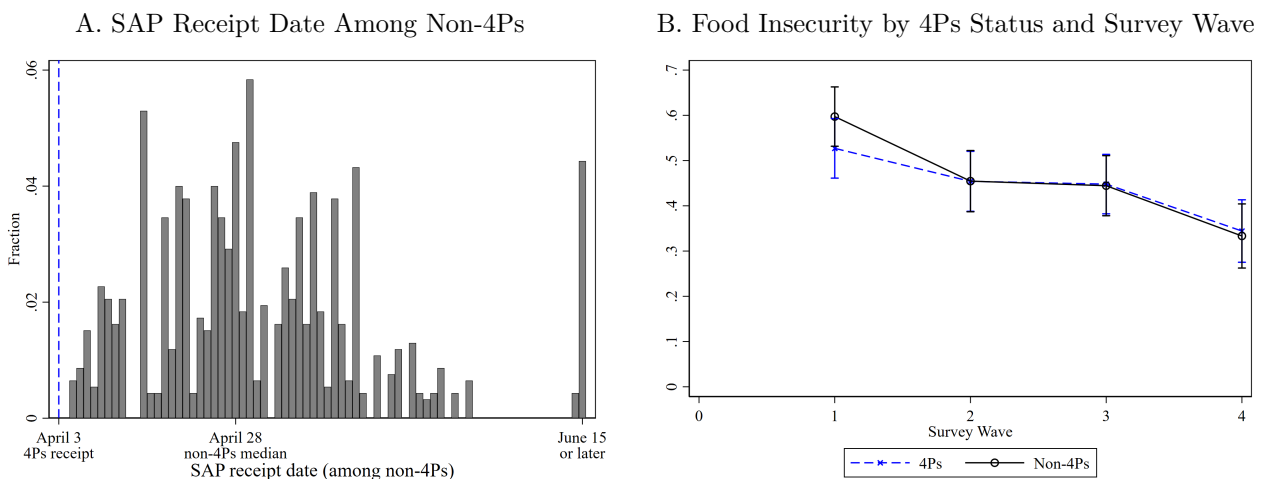 A. SAP Receipt Date Among Non-4Ps
.06
.04
.02
0
Fraction
April 3
4Ps receipt
April 28
non-4Ps median
June 15
or later
SAP receipt date (among non-4Ps)
B. Food Insecurity by 4Ps Status and Survey Wave
.7
.6
.5
.4
.3
.2
.1
0
0 1 2 3 4
Survey Wave
4Ps Non-4Ps